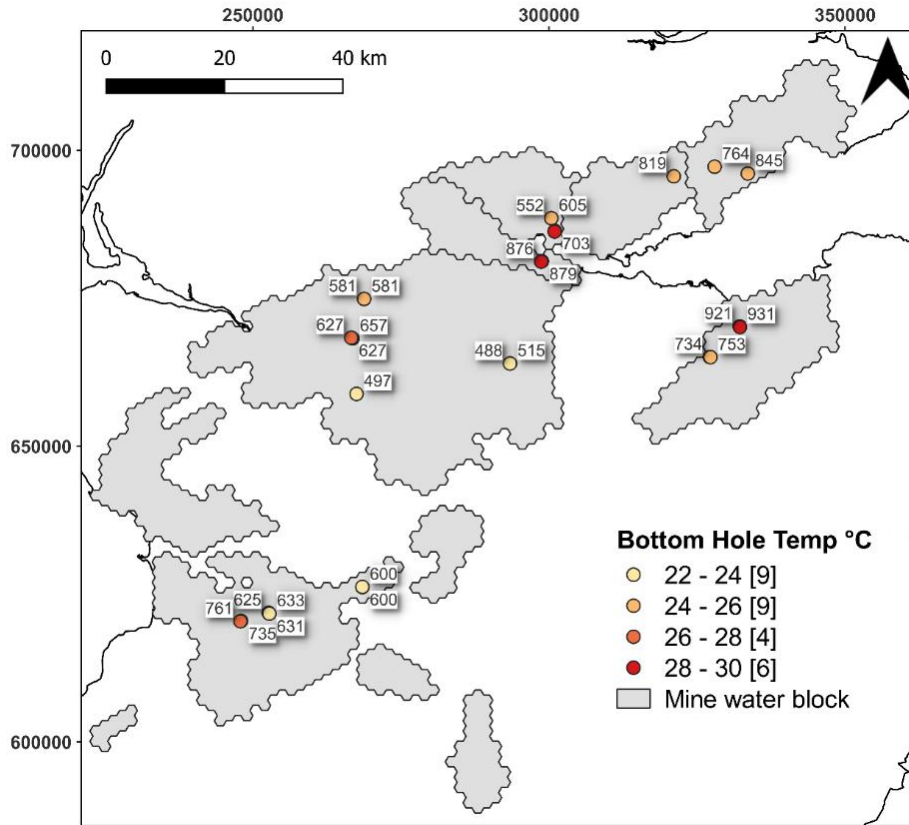 250000 300000 350000
0 20 40 km
700000
819 764 845
552 605
703
876
879
581 581
921 931
627 657
627
488 515
734 753
497
650000
Bottom Hole Temp °C
22 - 24 [9]
600
24 - 26 [9]
625 633
600
761
26 - 28 [4]
735 631
28 - 30 [6]
Mine water block
600000